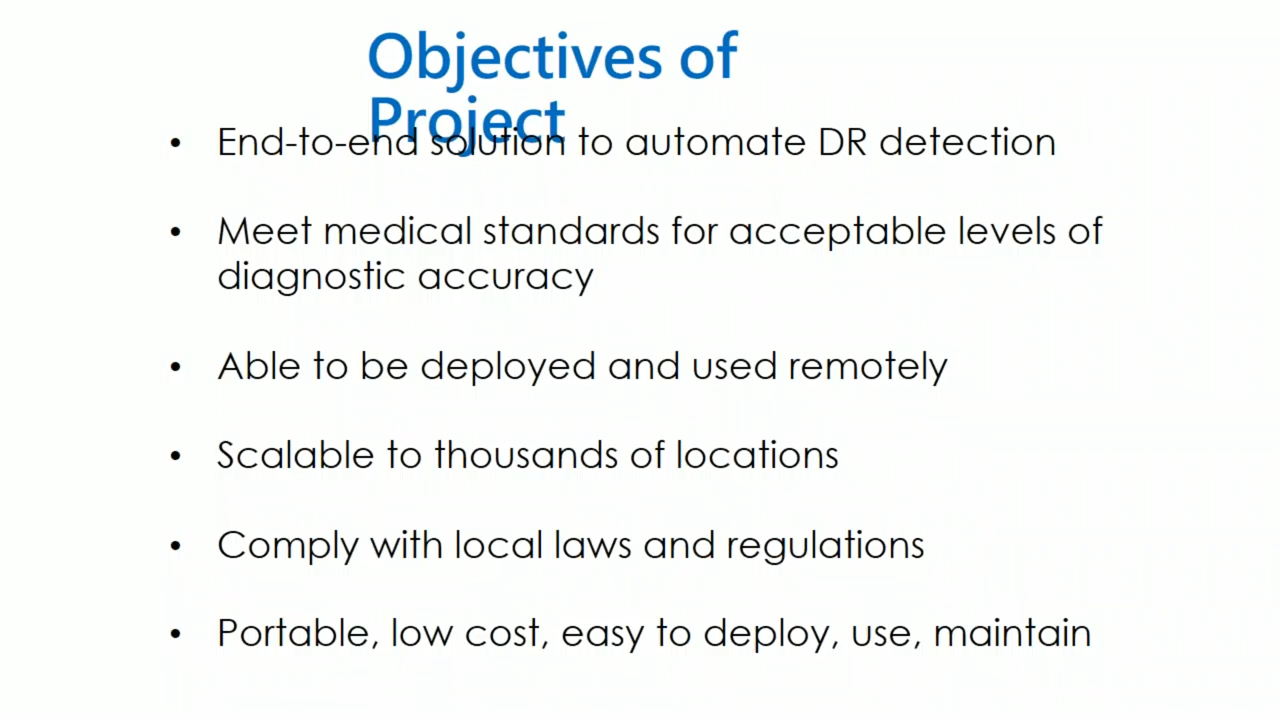 Objectives of
Project
• End-to-end solution to automate DR detection
• Meet medical standards for acceptable levels of
diagnostic accuracy
• Able to be deployed and used remotely
• Scalable to thousands of locations
• Comply with local laws and regulations
• Portable, low cost, easy to deploy, use, maintain